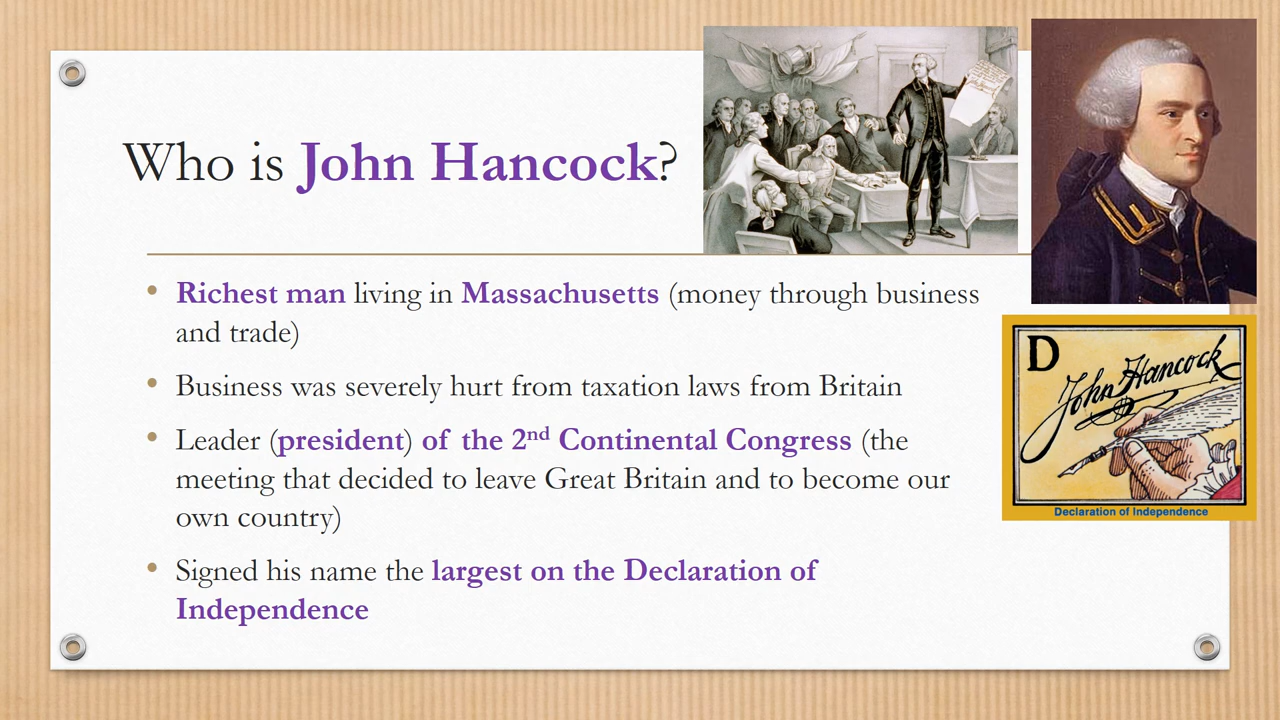 Who is John Hancock?
• Richest man living in Massachusetts (money through business
and trade)
• Business was severely hurt from taxation laws from Britain
• Leader (president) of the 2nd Continental Congress (the
meeting that decided to leave Great Britain and to become our
own country)
• Signed his name the largest on the Declaration of
Independence
D
John Hancock
Declaration of Independence